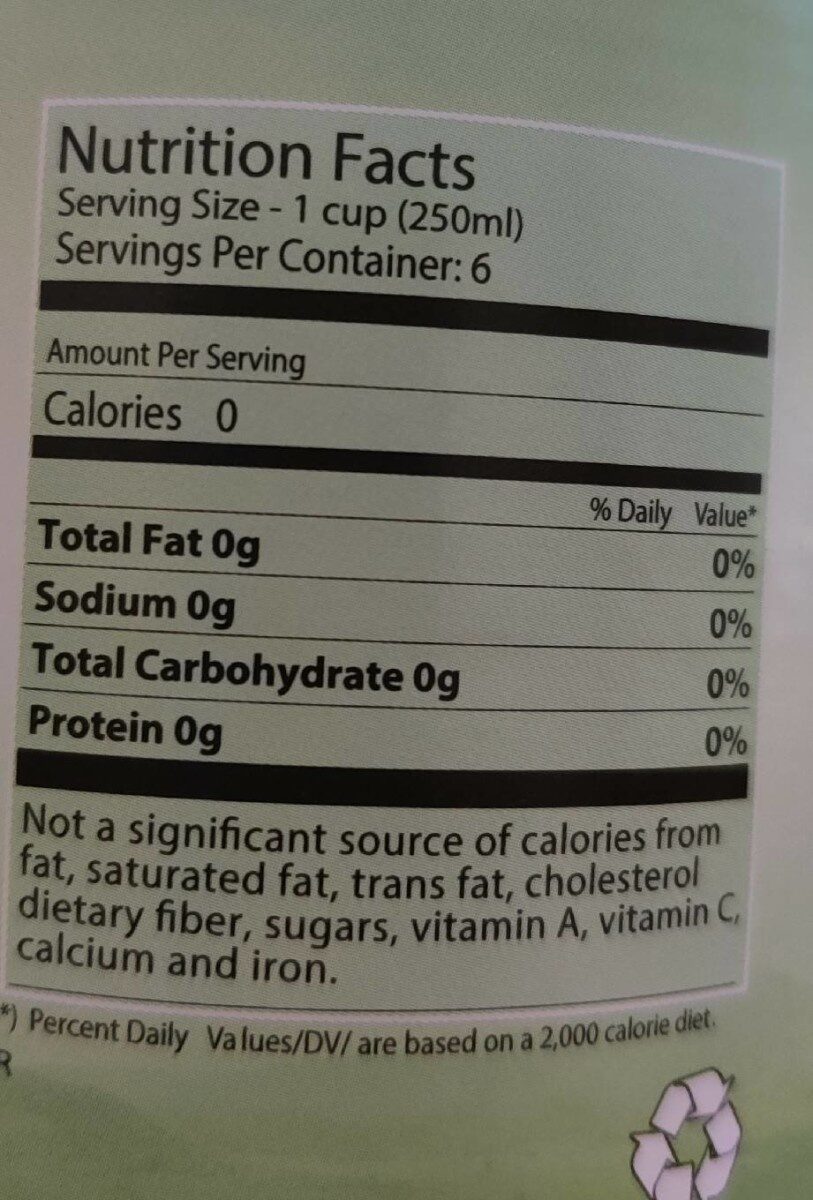 Nutrition Facts
Serving Size - 1 cup (250ml)
Servings Per Container: 6
Amount Per Serving
Calories 0
% Daily Value*
Total Fat 0g 0%
Sodium 0g 0%
Total Carbohydrate 0g 0%
Protein 0g 0%
Not a significant source of calories from
fat, saturated fat, trans fat, cholesterol
dietary fiber, sugars, vitamin A, vitamin C,
calcium and iron.
*) Percent Daily Values/DV/ are based on a 2,000 calorie diet.
R